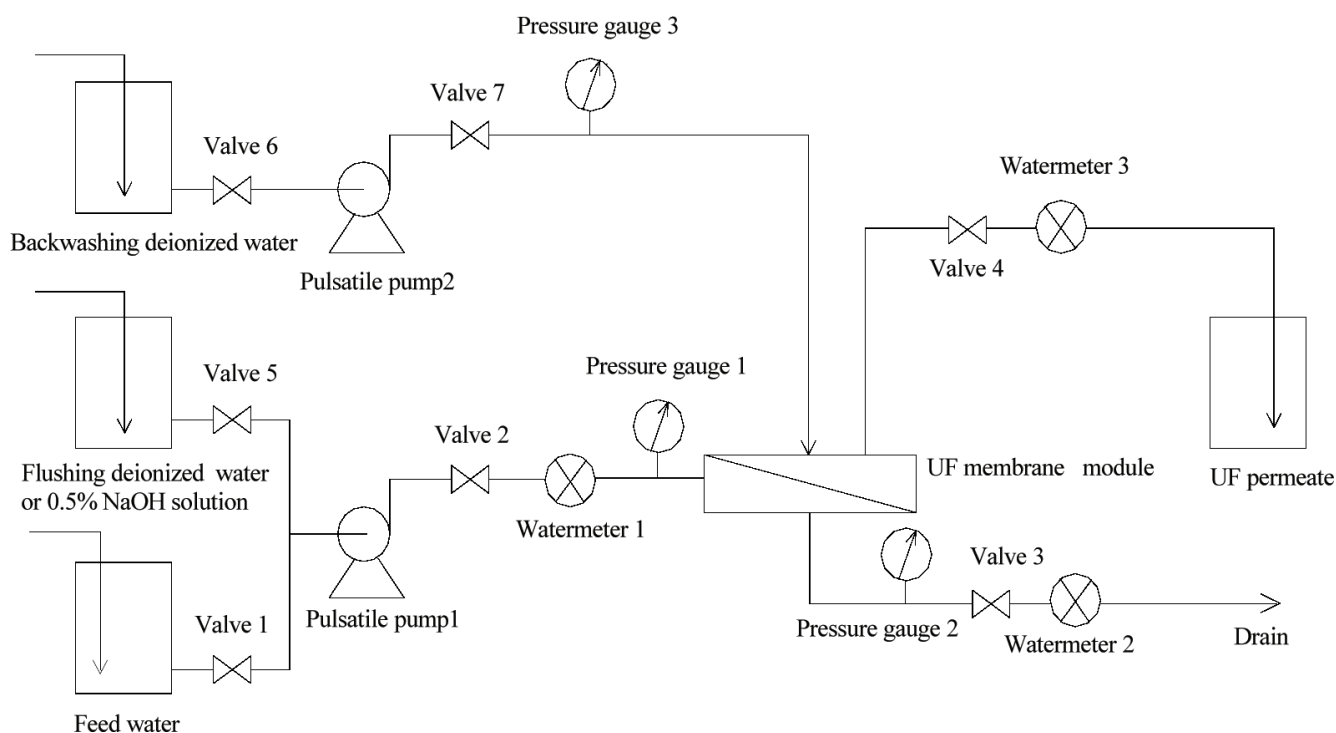 Pressure gauge 3
Valve 7
Valve 6
Watermeter 3
Backwashing deionized water
Valve 4
Pulsatile pump2
Valve 5
Pressure gauge 1
Valve 2
Flushing deionized water
or 0.5% NaOH solution
UF membrane module
UF permeate
Watermeter 1
Valve 3
Valve 1
Pulsatile pump1
Pressure gauge 2
Watermeter 2
Drain
Feed water